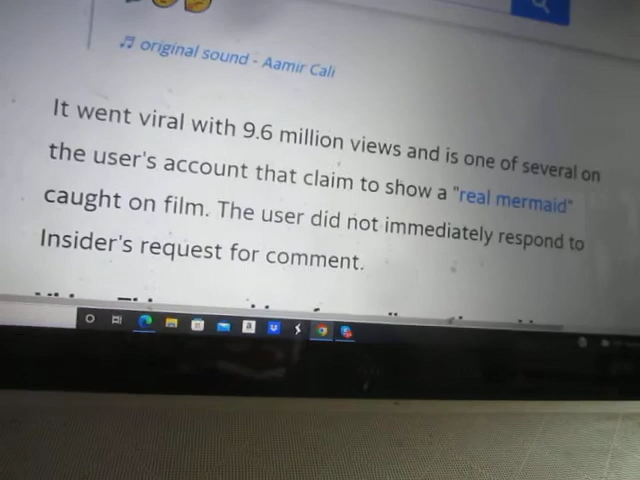 ♬ original sound - Aamir Cali
It went viral with 9.6 million views and is one of several on
the user's account that claim to show a "real mermaid"
caught on film. The user did not immediately respond to
Insider's request for comment.